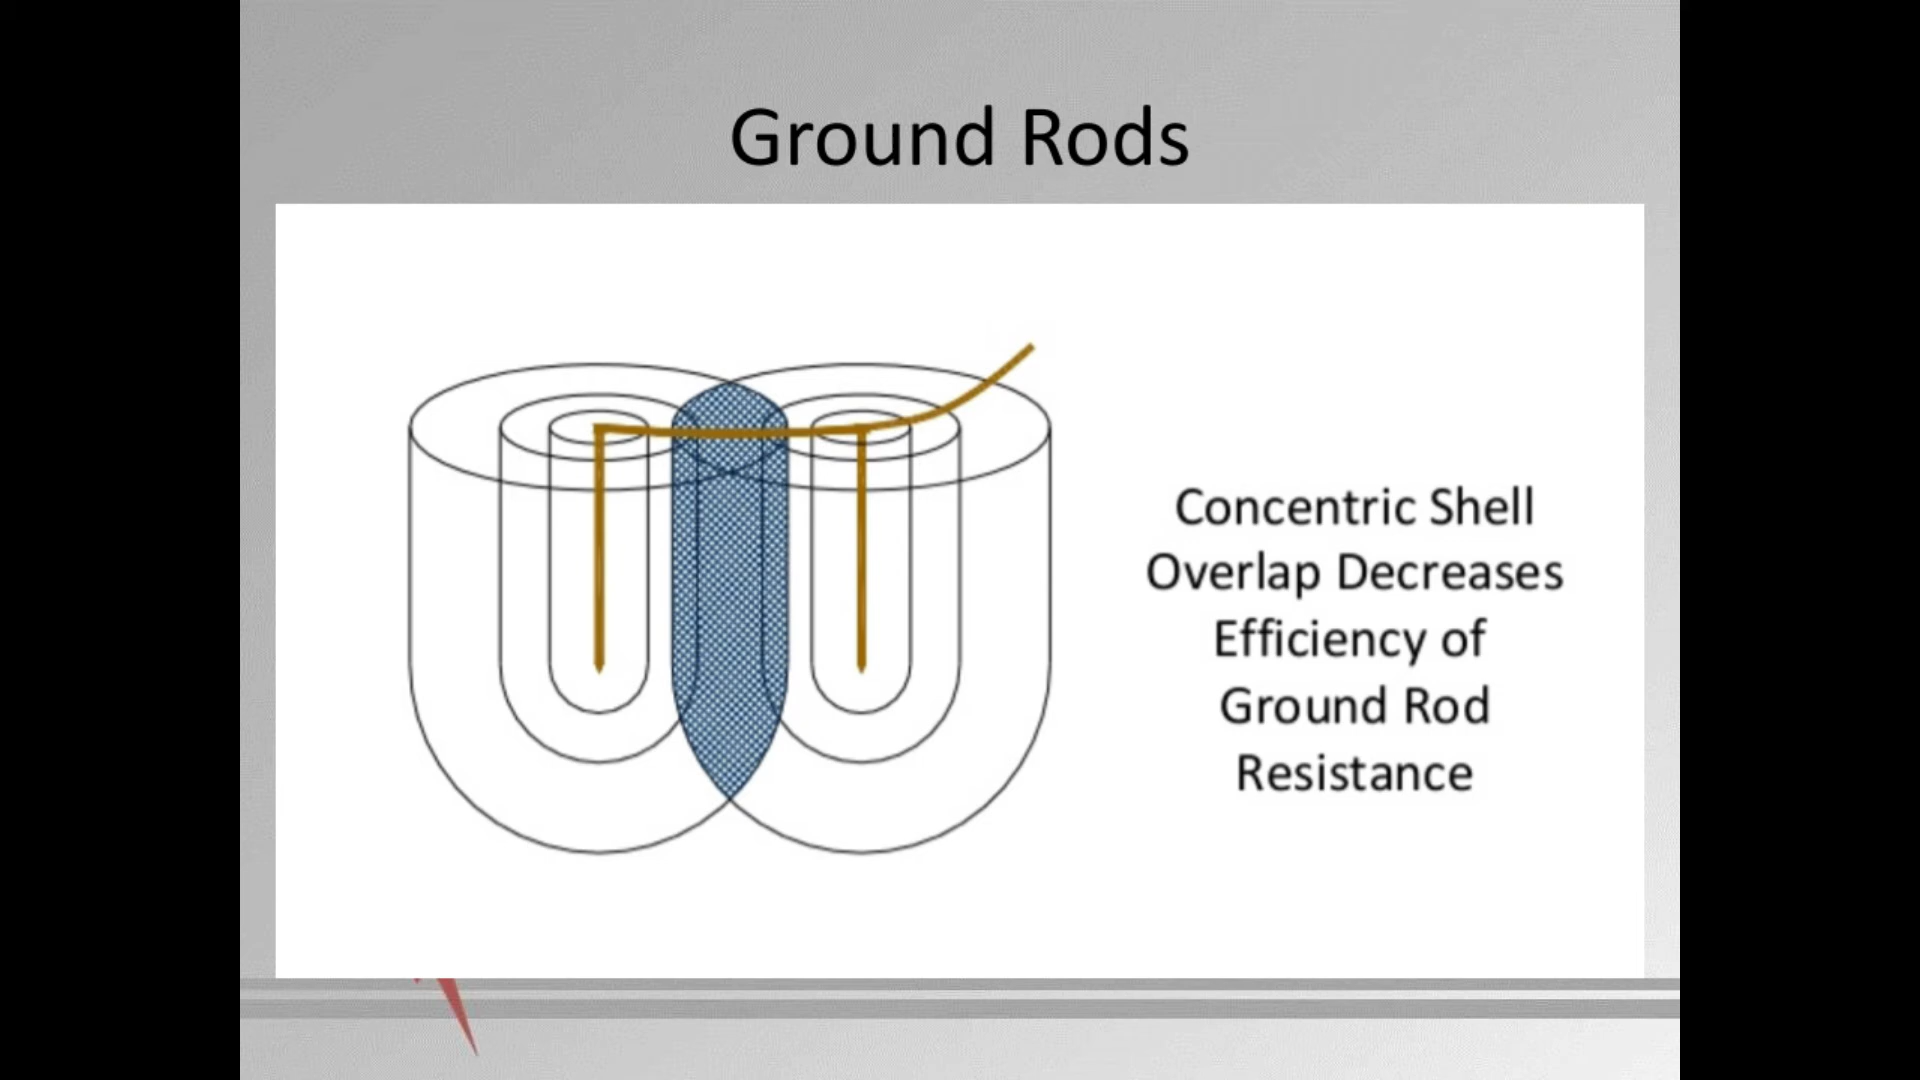 Ground Rods
Concentric Shell
Overlap Decreases
Efficiency of
Ground Rod
Resistance